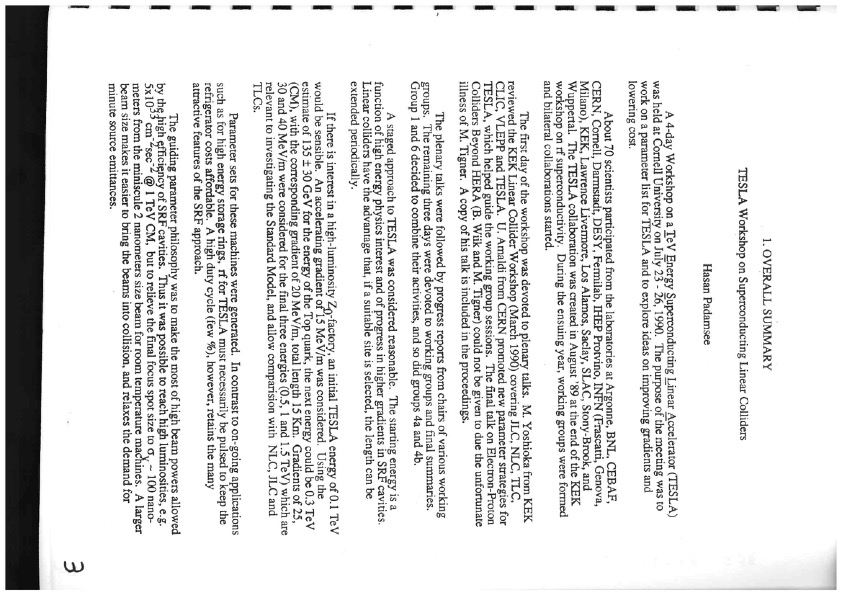 1. OVERALL SUMMARY
TESLA Workshop on Superconducting Linear Colliders
Hasan Padamsee
A 4-day Workshop on a TeV Energy Superconducting Linear Accelerator (TESLA)
was held at Cornell University on July 23 - 26, 1990. The purpose of the meeting was to
work on a parameter list for TESLA and to explore ideas on improving gradients and
lowering cost.
About 70 scientists participated from the laboratories at Argonne, BNL, CEBAF,
CERN, Cornell, Darmstadt, DESY, Fermilab, IHEP Protvino, INFN (Frascati, Genova,
Milano), KEK, Lawrence Livermore, Los Alamos, Saclay, SLAC, Stony-Brook, and
Wuppertal. The TESLA collaboration was created in August '89 at the end of the KEK
workshop on rf superconductivity. During the ensuing year, working groups were formed
and bilateral collaborations started.
The first day of the workshop was devoted to plenary talks. M. Yoshioka from KEK
reviewed the KEK Linear Collider Workshop (March 1990) covering JLC, NLC, TLC,
CLIC, VLEPP and TESLA. U. Amaldi from CERN promoted new parameter strategies for
TESLA, which helped guide the working group sessions. The final talk on Electron-Proton
Colliders Beyond HERA (B. Wiik and M. Tigner) could not be given to due the unfortunate
illness of M. Tigner. A copy of his talk is included in the proceedings.
The plenary talks were followed by progress reports from chairs of various working
groups. The remaining three days were devoted to working groups and final summaries.
Group 1 and 6 decided to combine their activities, and so did groups 4a and 4b.
A staged approach to TESLA was considered reasonable. The starting energy is a
function of high energy physics interest and of progress in higher gradients in SRF cavities.
Linear colliders have the advantage that, if a suitable site is selected, the length can be
extended periodically.
If there is interest in a high-luminosity Z0-factory, an initial TESLA energy of 0.1 TeV
would be sensible. An accelerating gradient of 15 MeV/m was considered. Using the
estimate of 135 ± 30 GeV for the energy of the Top quark, the next energy could be 0.3 TeV
(CM), with the corresponding gradient of 20 MeV/m, total length 15 Km. Gradients of 25,
30 and 40 MeV/m were considered for the final three energies (0.5, 1 and 1.5 TeV) which are
relevant to investigating the Standard Model, and allow comparision with NLC, JLC and
TLCs.
Parameter sets for these machines were generated. In contrast to on-going applications
such as for high energy storage rings, rf for TESLA must necessarily be pulsed to keep the
refrigerator costs affordable. A high duty cycle (few %), however, retains the many
attractive features of the SRF approach.
The guiding parameter philosophy was to make the most of high beam powers allowed
by the high efficiency of SRF cavities. Thus it was possible to reach high luminosities, e.g.
5x10³³ cm⁻²sec⁻² @ 1 TeV CM, but to relieve the final focus spot size to σ, ~ 100 nano-
meters from the miniscule 2 nanometers size beam for room temperature machines. A larger
beam size makes it easier to bring the beams into collision, and relaxes the demand for
minute source emittances.
3